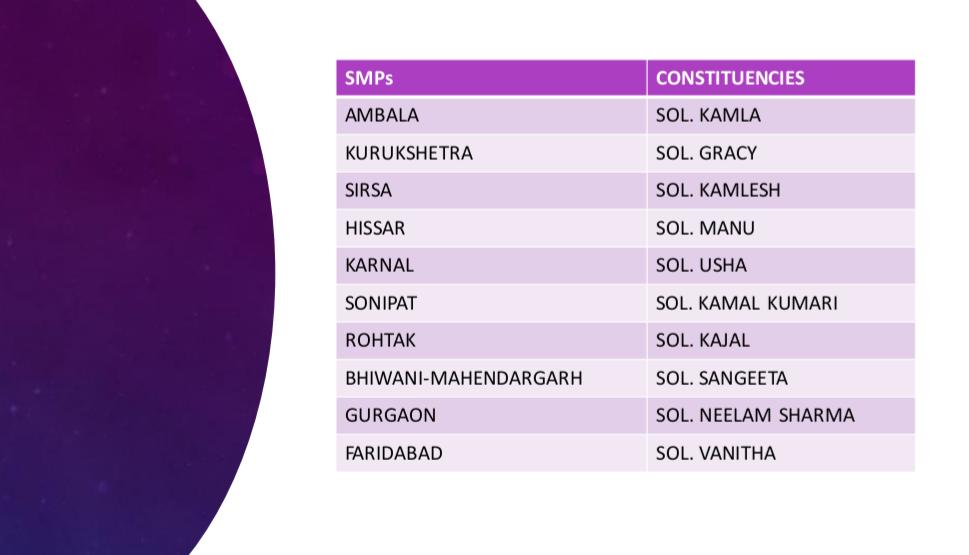 SMPs CONSTITUENCIES
AMBALA SOL. KAMLA
KURUKSHETRA SOL. GRACY
SIRSA SOL. KAMLESH
HISSAR SOL. MANU
KARNAL SOL. USHA
SONIPAT SOL. KAMAL KUMARI
ROHTAK SOL. KAJAL
BHIWANI-MAHENDARGARH SOL. SANGEETA
GURGAON SOL. NEELAM SHARMA
FARIDABAD SOL. VANITHA